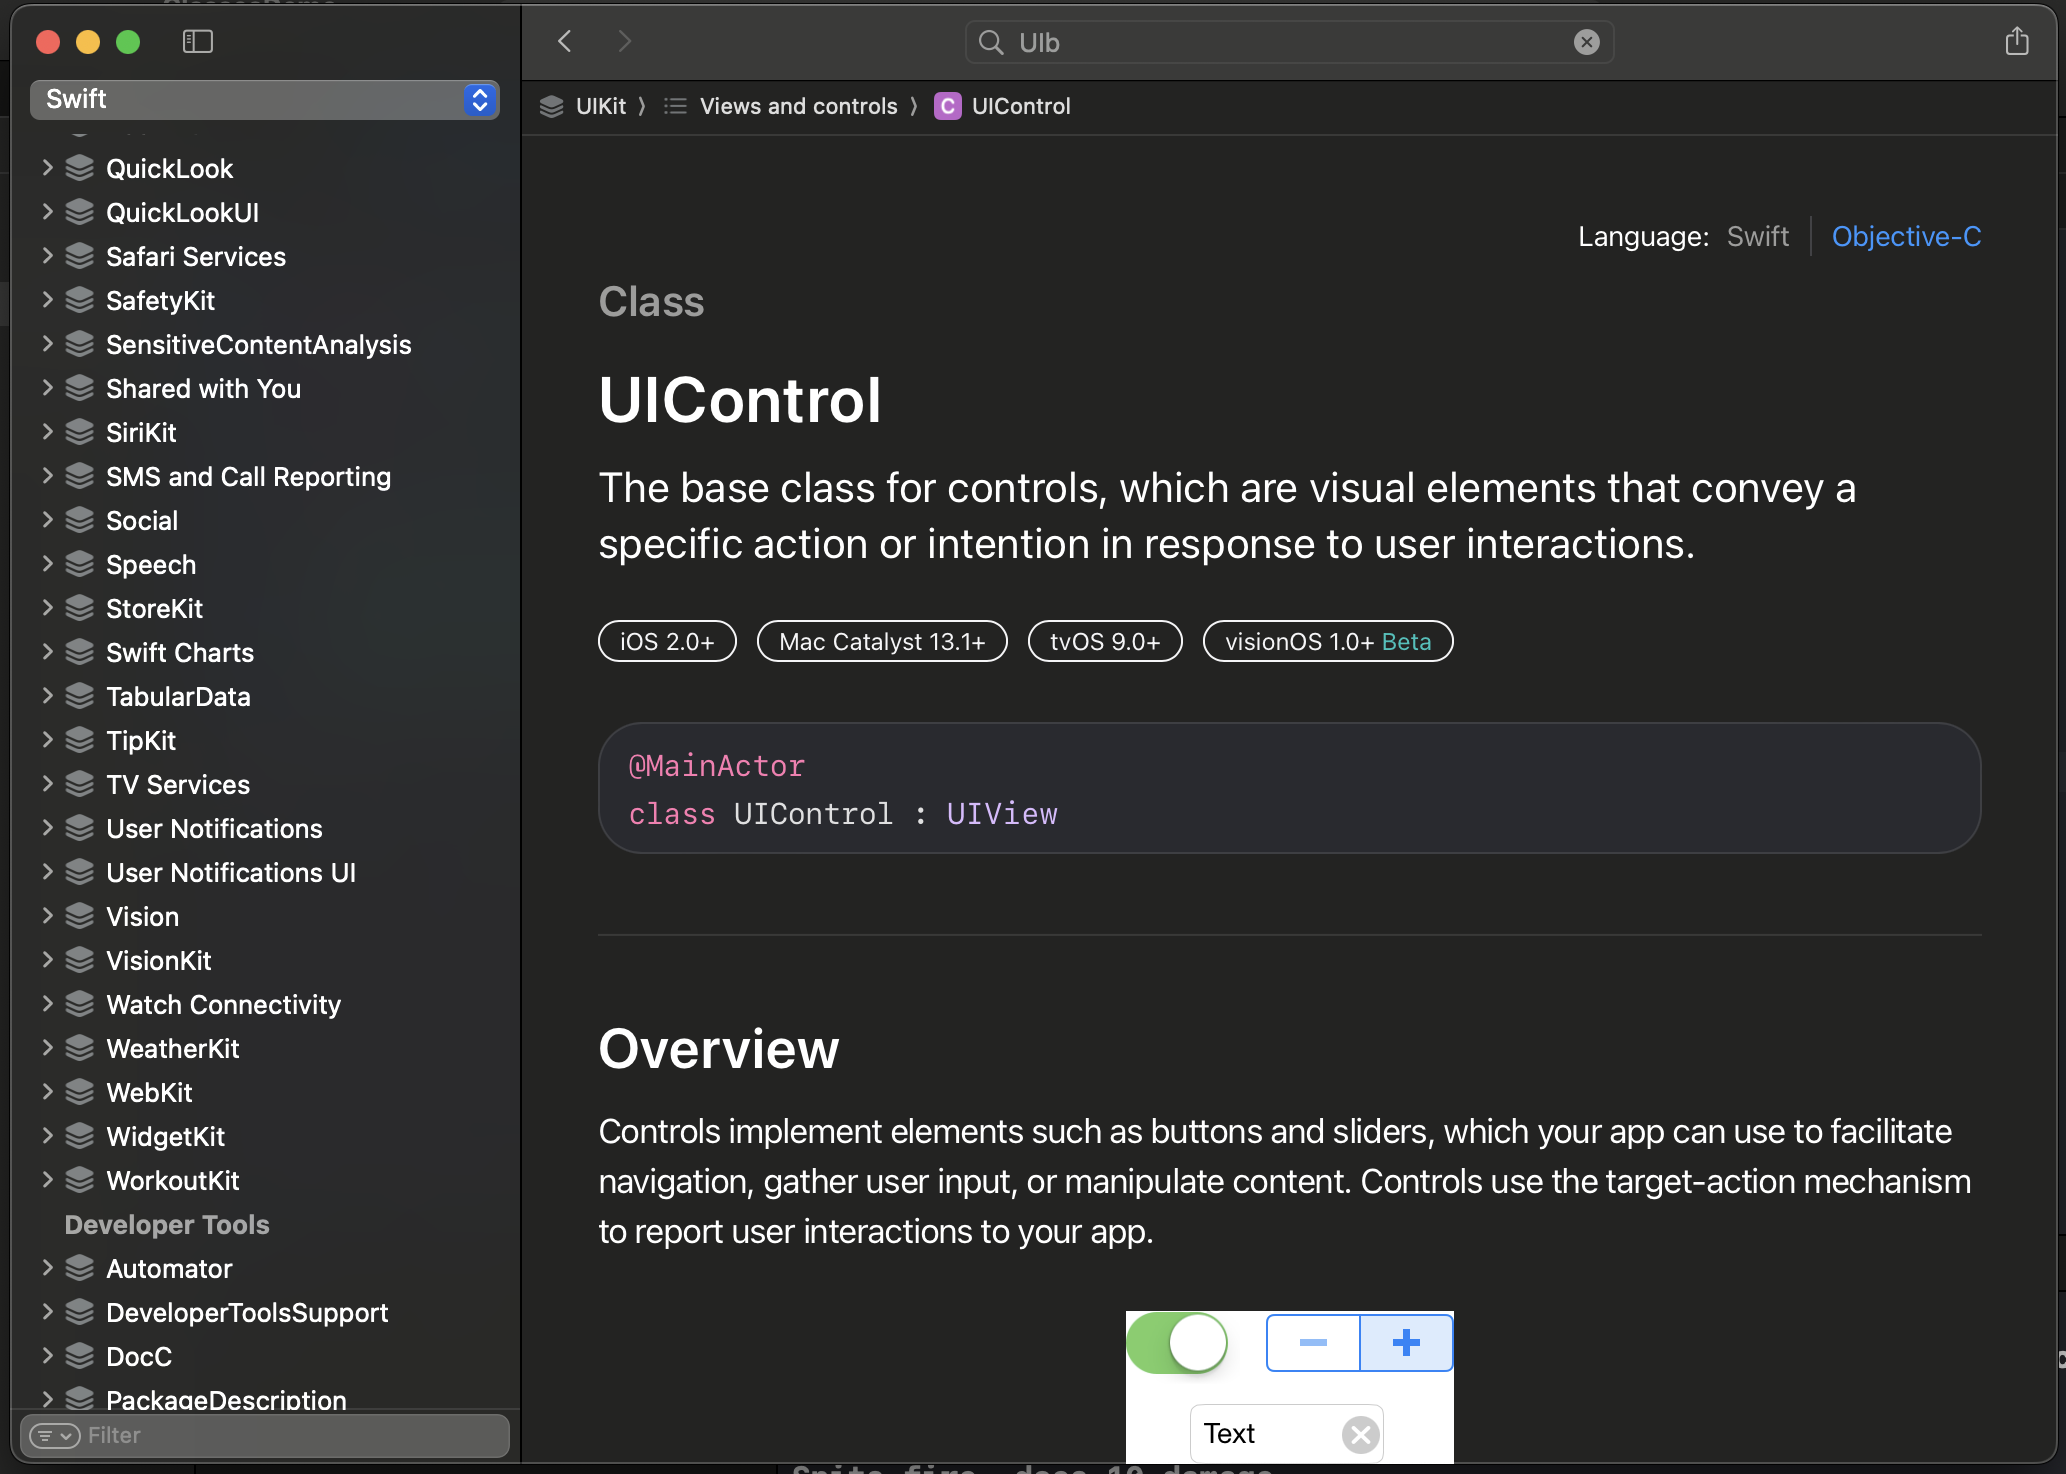 UIb
Swift
UIKit 〉 Views and controls 〉 C UIControl
QuickLook
QuickLookUI
Safari Services
SafetyKit
SensitiveContentAnalysis
Shared with You
SiriKit
SMS and Call Reporting
Social
Speech
StoreKit
Swift Charts
TabularData
TipKit
TV Services
User Notifications
User Notifications UI
Vision
VisionKit
Watch Connectivity
WeatherKit
WebKit
WidgetKit
WorkoutKit
Developer Tools
Automator
DeveloperToolsSupport
DocC
PackageDescription
Filter
Language: Swift Objective-C
Class
UIControl
The base class for controls, which are visual elements that convey a
specific action or intention in response to user interactions.
iOS 2.0+ Mac Catalyst 13.1+ tvOS 9.0+ visionOS 1.0+ Beta
@MainActor
class UIControl : UIView
Overview
Controls implement elements such as buttons and sliders, which your app can use to facilitate
navigation, gather user input, or manipulate content. Controls use the target-action mechanism
to report user interactions to your app.
Text